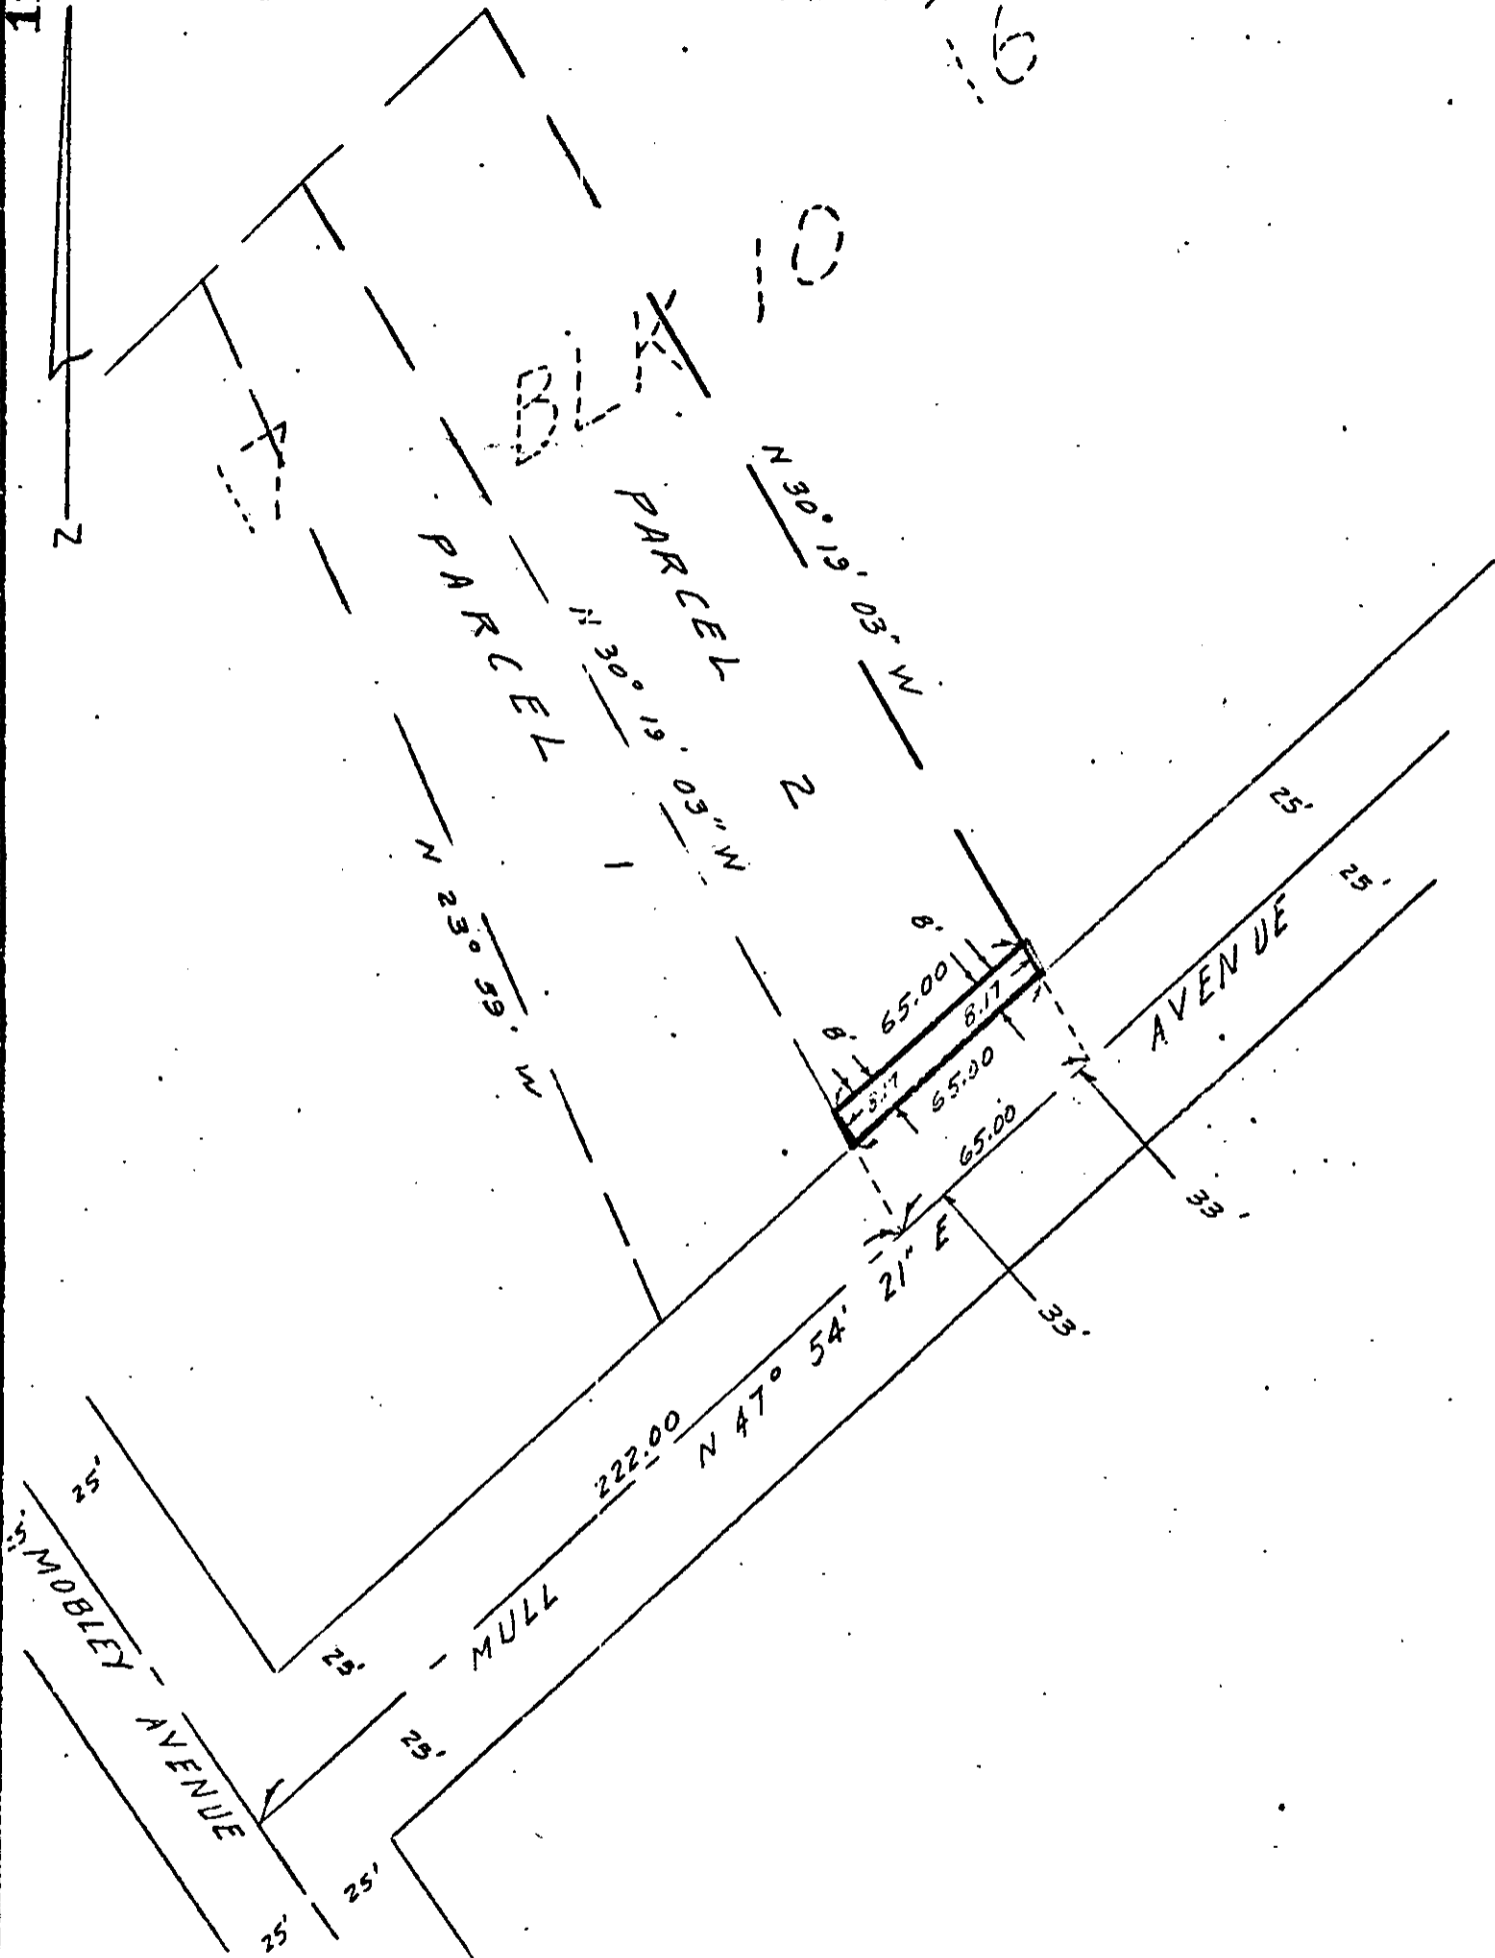 16
BLK 10
17
N
PARCEL 1
PARCEL 2
N 30° 19' 03" W
N 30° 19' 03" W
N 23° 59' W
8'
8'
65.00
8.17
8.17
65.00
65.00
25'
25'
33'
33'
222.00
N 47° 54' 21" E
MULL AVENUE
25'
25'
MOBLEY AVENUE
25'
25'
25'